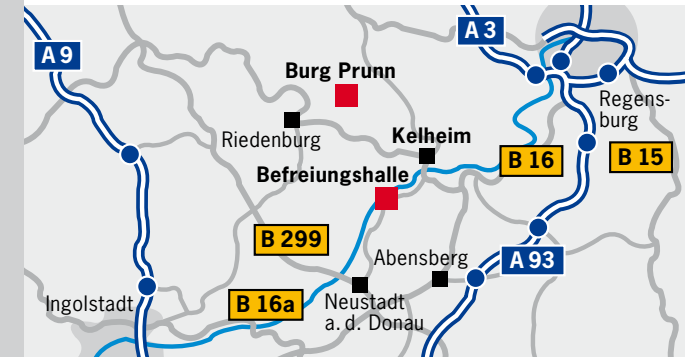 A 9
A 3
Burg Prunn
Regens-
burg
Riedenburg
Kelheim
B 16
B 15
Befreiungshalle
B 299
Abensberg
A 93
Ingolstadt
B 16a
Neustadt
a. d. Donau